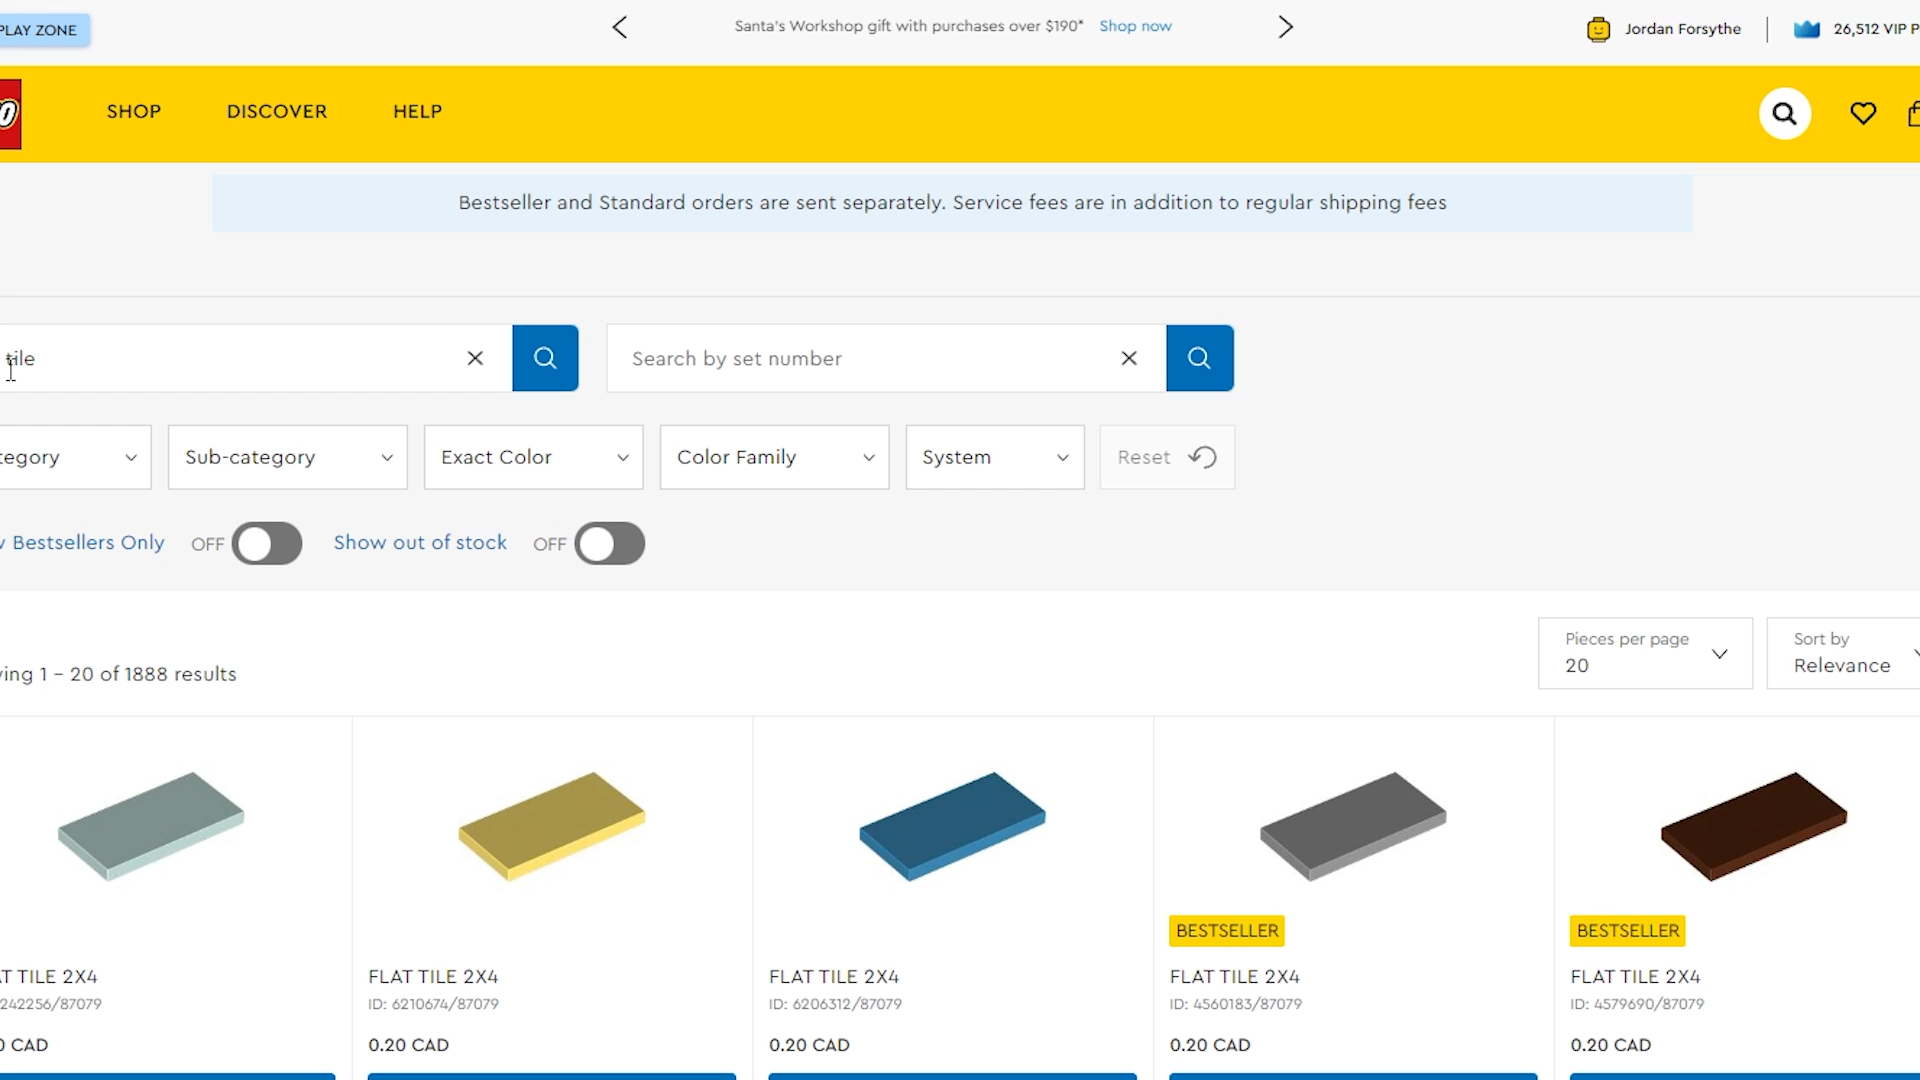 PLAY ZONE
Santa's Workshop gift with purchases over $190* Shop now
Jordan Forsythe
26,512 VIP P
SHOP
DISCOVER
HELP
Bestseller and Standard orders are sent separately. Service fees are in addition to regular shipping fees
tile
Search by set number
tegory
Sub-category
Exact Color
Color Family
System
Reset
Bestsellers Only
OFF
Show out of stock
OFF
ving 1 - 20 of 1888 results
Pieces per page
20
Sort by
Relevance
BESTSELLER
BESTSELLER
T TILE 2X4
FLAT TILE 2X4
FLAT TILE 2X4
FLAT TILE 2X4
FLAT TILE 2X4
242256/87079
ID: 6210674/87079
ID: 6206312/87079
ID: 4560183/87079
ID: 4579690/87079
0 CAD
0.20 CAD
0.20 CAD
0.20 CAD
0.20 CAD